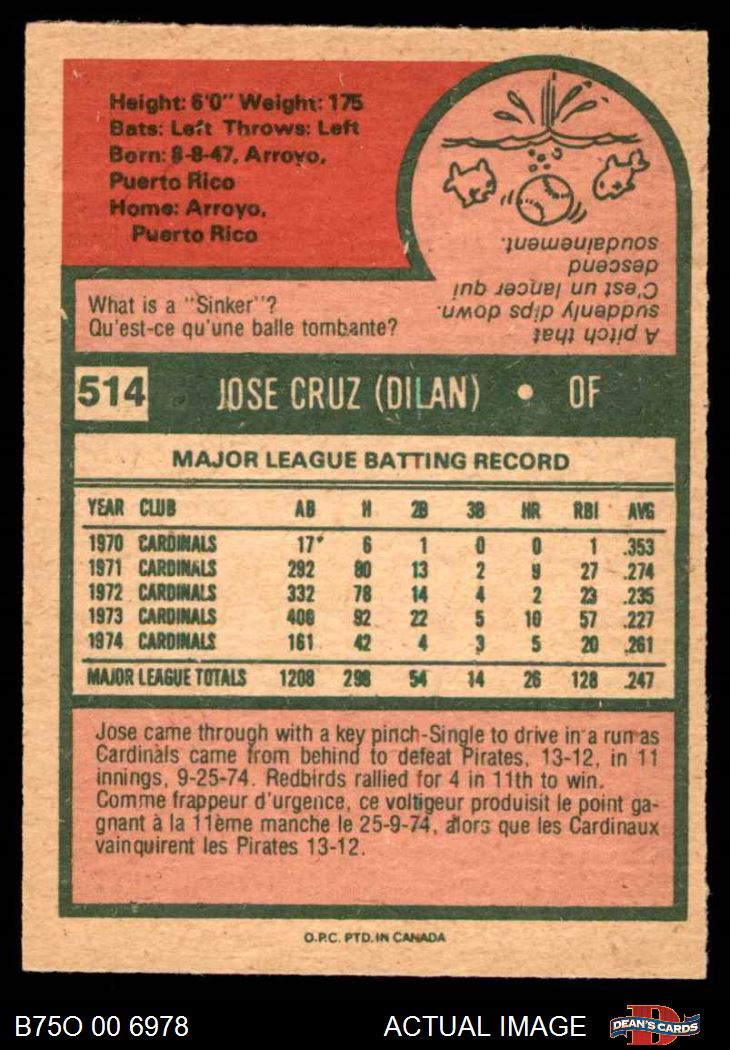 Height: 6'0" Weight: 175
Bats: Left Throws: Left
Born: 8-8-47, Arroyo,
Puerto Rico
Home: Arroyo,
Puerto Rico
A pitch that
suddenly dips down.
C'est un lancer qui
descend
soudainement.
What is a "Sinker"?
Qu'est-ce qu'une balle tombante?
514 JOSE CRUZ (DILAN) • OF
MAJOR LEAGUE BATTING RECORD
YEAR CLUB AB H 2B 3B HR RBI AVG
1970 CARDINALS 17* 6 1 0 0 1 .353
1971 CARDINALS 292 80 13 2 9 27 .274
1972 CARDINALS 332 78 14 4 2 23 .235
1973 CARDINALS 406 92 22 5 10 57 .227
1974 CARDINALS 161 42 4 3 5 20 .261
MAJOR LEAGUE TOTALS 1208 298 54 14 26 128 .247
Jose came through with a key pinch-Single to drive in a run as
Cardinals came from behind to defeat Pirates, 13-12, in 11
innings, 9-25-74. Redbirds rallied for 4 in 11th to win.
Comme frappeur d'urgence, ce voltigeur produisit le point ga-
gnant à la 11ème manche le 25-9-74, alors que les Cardinaux
vainquirent les Pirates 13-12.
O.P.C. PTD. IN CANADA
B75O 00 6978 ACTUAL IMAGE DEAN'S CARDS